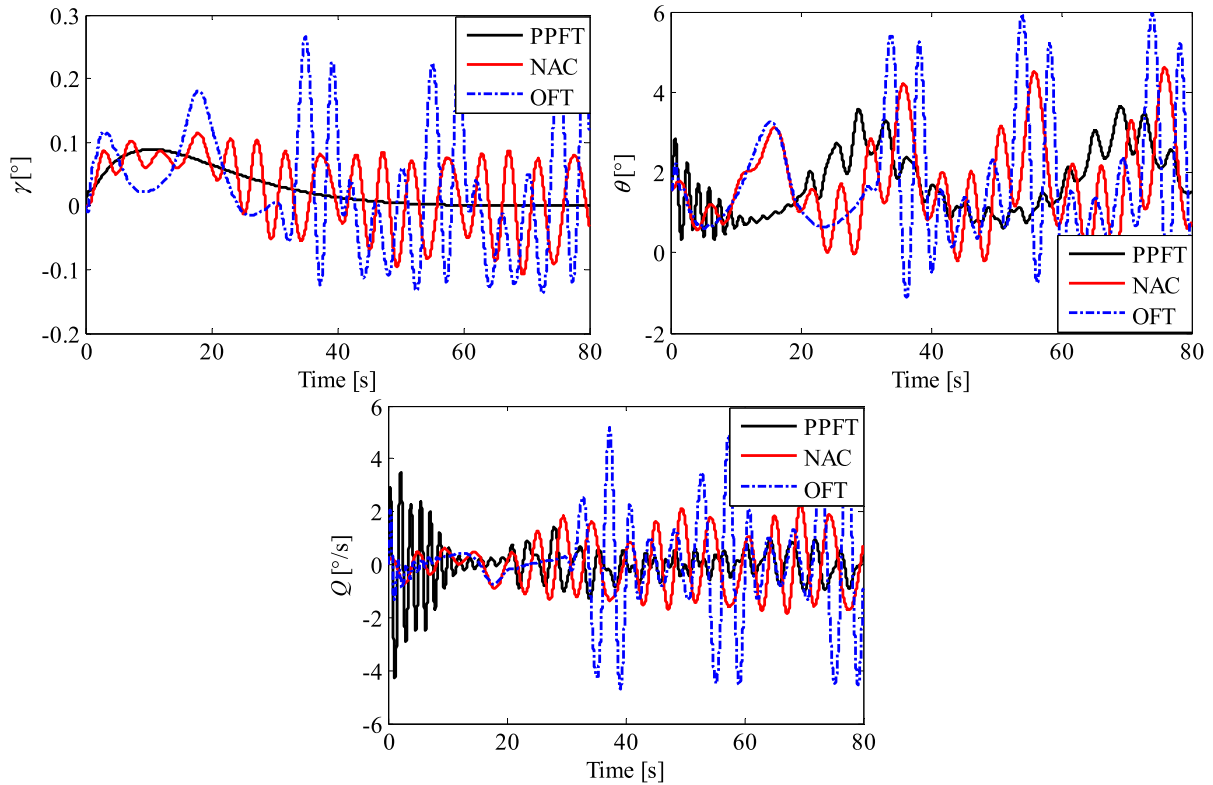 0.3
0.2
0.1
0
-0.1
-0.2
γ [°]
0 20 40 60 80
Time [s]
PPFT
NAC
OFT
6
4
2
0
-2
θ [°]
0 20 40 60 80
Time [s]
PPFT
NAC
OFT
6
4
2
0
-2
-4
-6
Q [°/s]
0 20 40 60 80
Time [s]
PPFT
NAC
OFT